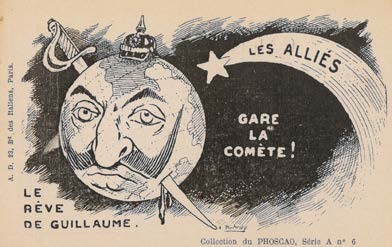 A. D. 23, Bᵈ des Italiens, Paris.
LES ALLIÉS
GARE
LA
COMÈTE !
LE
RÊVE
DE GUILLAUME.
Collection du PHOSCAO, Série A nº 6